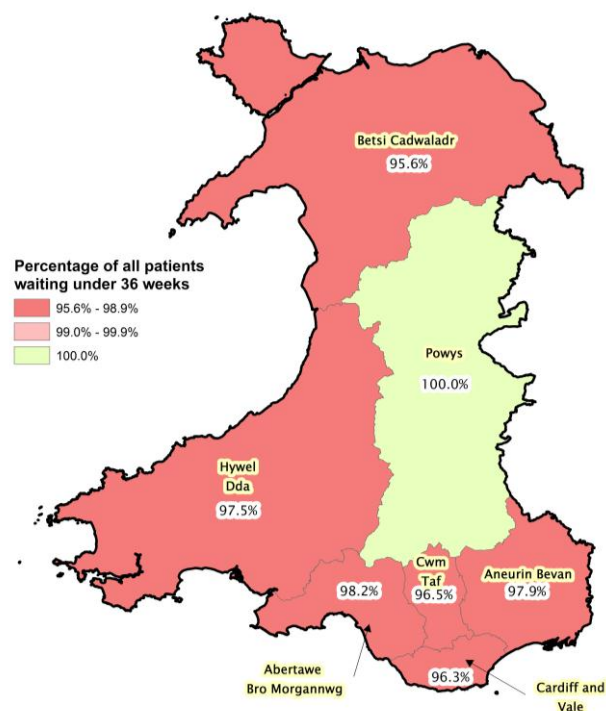 Betsi Cadwaladr
95.6%
Percentage of all patients
waiting under 36 weeks
95.6% - 98.9%
99.0% - 99.9%
100.0%
Powys
100.0%
Hywel
Dda
97.5%
Cwm
Taf
96.5%
Aneurin Bevan
97.9%
98.2%
Abertawe
Bro Morgannwg
96.3%
Cardiff and
Vale